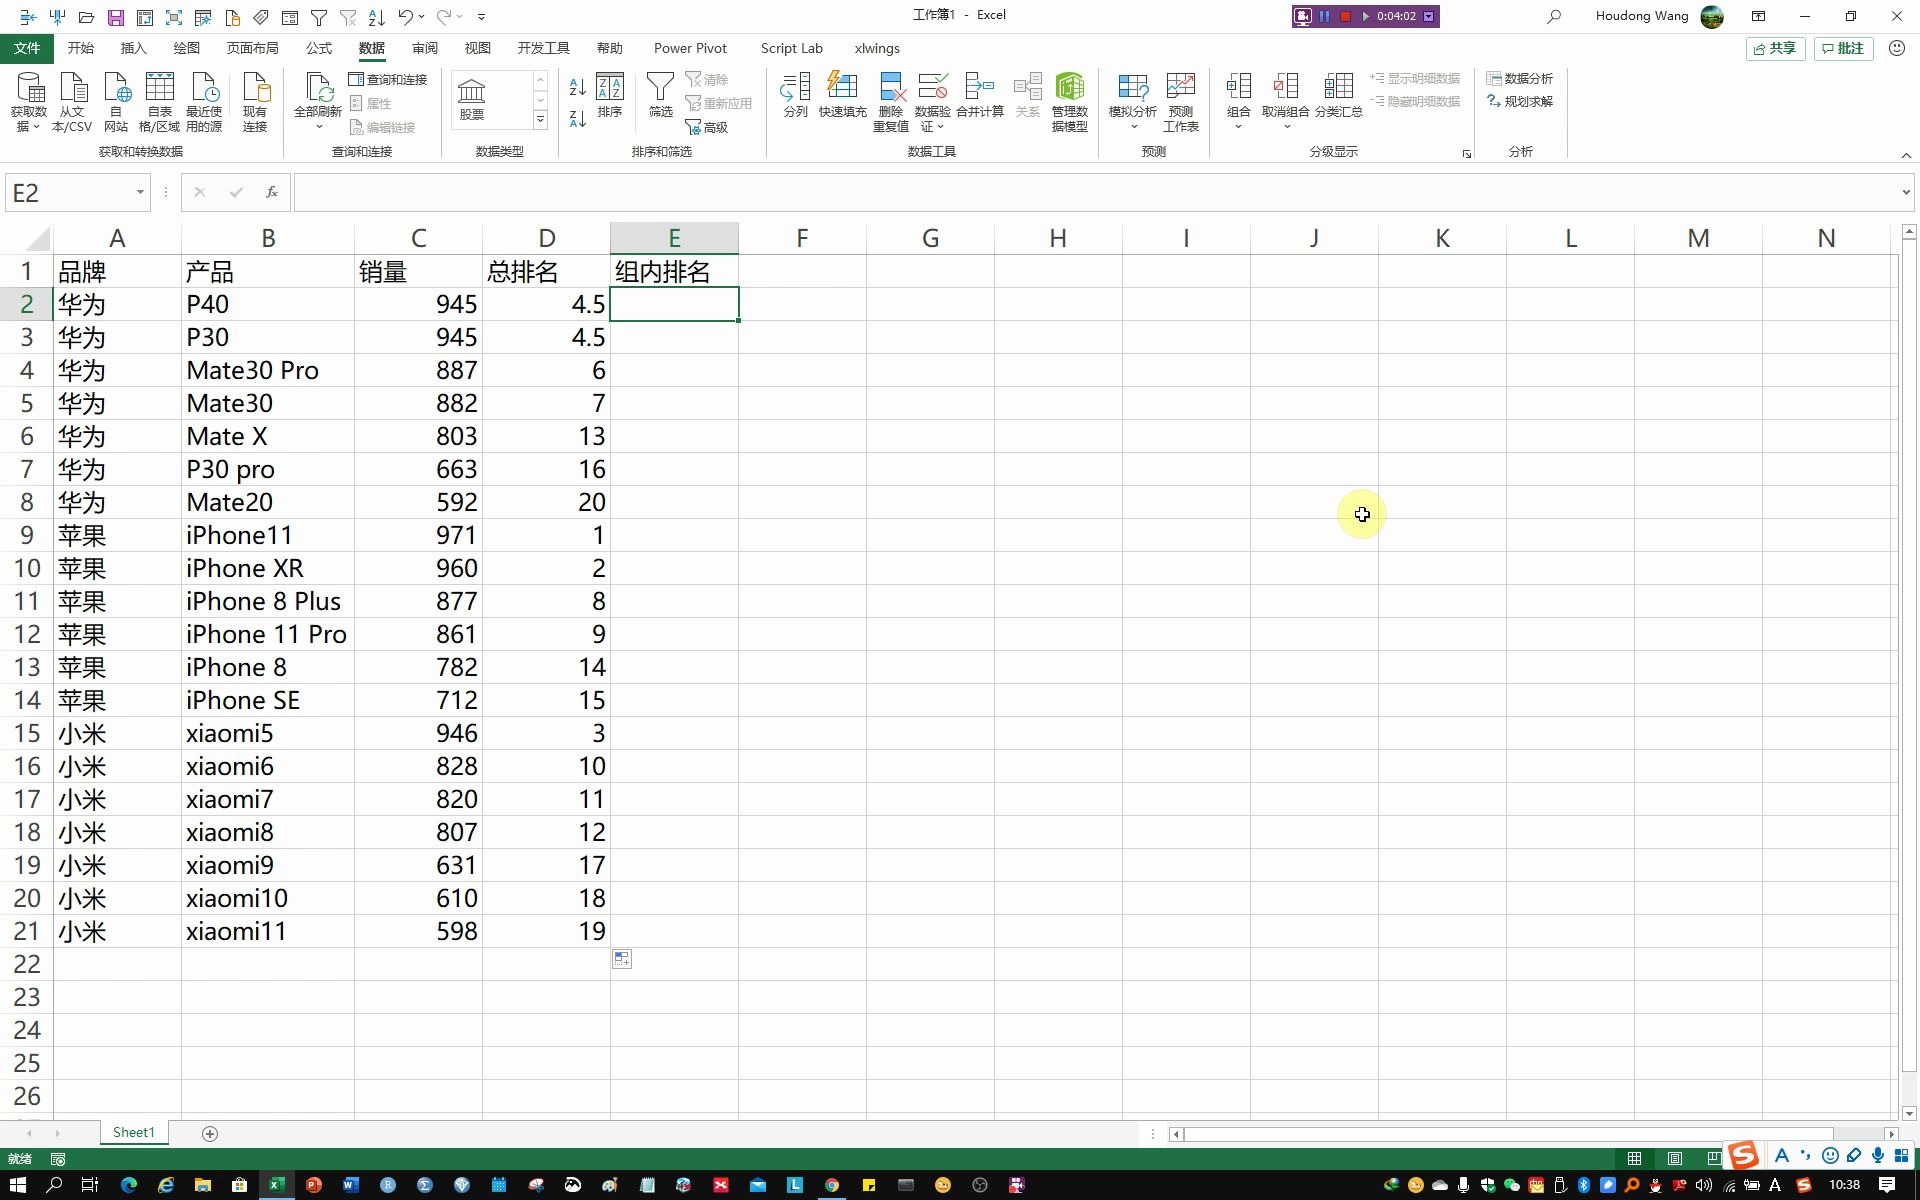 工作簿1 - Excel
0:04:02
Houdong Wang
文件 开始 插入 绘图 页面布局 公式 数据 审阅 视图 开发工具 帮助 Power Pivot Script Lab xlwings
共享 批注
获取数据 从文本/CSV 自网站 自表格/区域 最近使用的源 现有连接
获取和转换数据
全部刷新 查询和连接 属性 编辑链接
查询和连接
股票
数据类型
排序 筛选 清除 重新应用 高级
排序和筛选
分列 快速填充 删除重复值 数据验证 合并计算 关系 管理数据模型
数据工具
模拟分析 预测工作表
预测
组合 取消组合 分类汇总 显示明细数据 隐藏明细数据
分级显示
数据分析 规划求解
分析
E2
fx
A B C D E F G H I J K L M N
1 品牌 产品 销量 总排名 组内排名
2 华为 P40 945 4.5
3 华为 P30 945 4.5
4 华为 Mate30 Pro 887 6
5 华为 Mate30 882 7
6 华为 Mate X 803 13
7 华为 P30 pro 663 16
8 华为 Mate20 592 20
9 苹果 iPhone11 971 1
10 苹果 iPhone XR 960 2
11 苹果 iPhone 8 Plus 877 8
12 苹果 iPhone 11 Pro 861 9
13 苹果 iPhone 8 782 14
14 苹果 iPhone SE 712 15
15 小米 xiaomi5 946 3
16 小米 xiaomi6 828 10
17 小米 xiaomi7 820 11
18 小米 xiaomi8 807 12
19 小米 xiaomi9 631 17
20 小米 xiaomi10 610 18
21 小米 xiaomi11 598 19
22
23
24
25
26
Sheet1
就绪
10:38